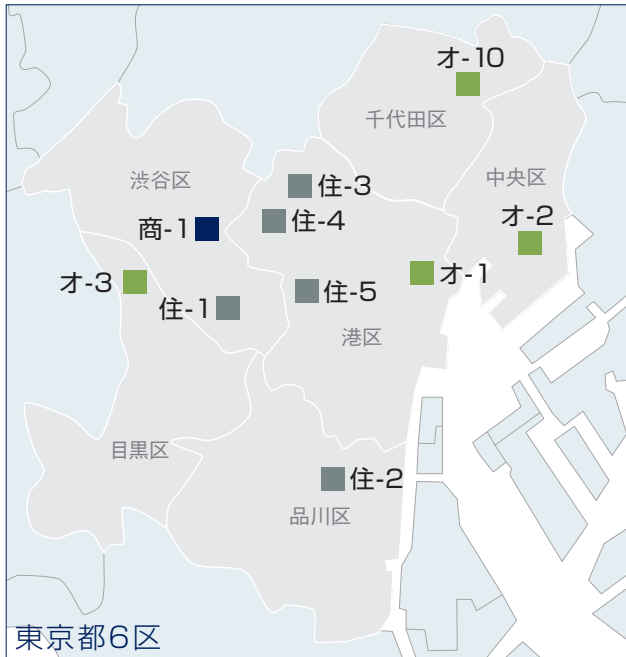 オ-10
千代田区
渋谷区
住-3
中央区
住-4
商-1
オ-2
オ-3
オ-1
住-5
住-1
港区
目黒区
住-2
品川区
東京都6区